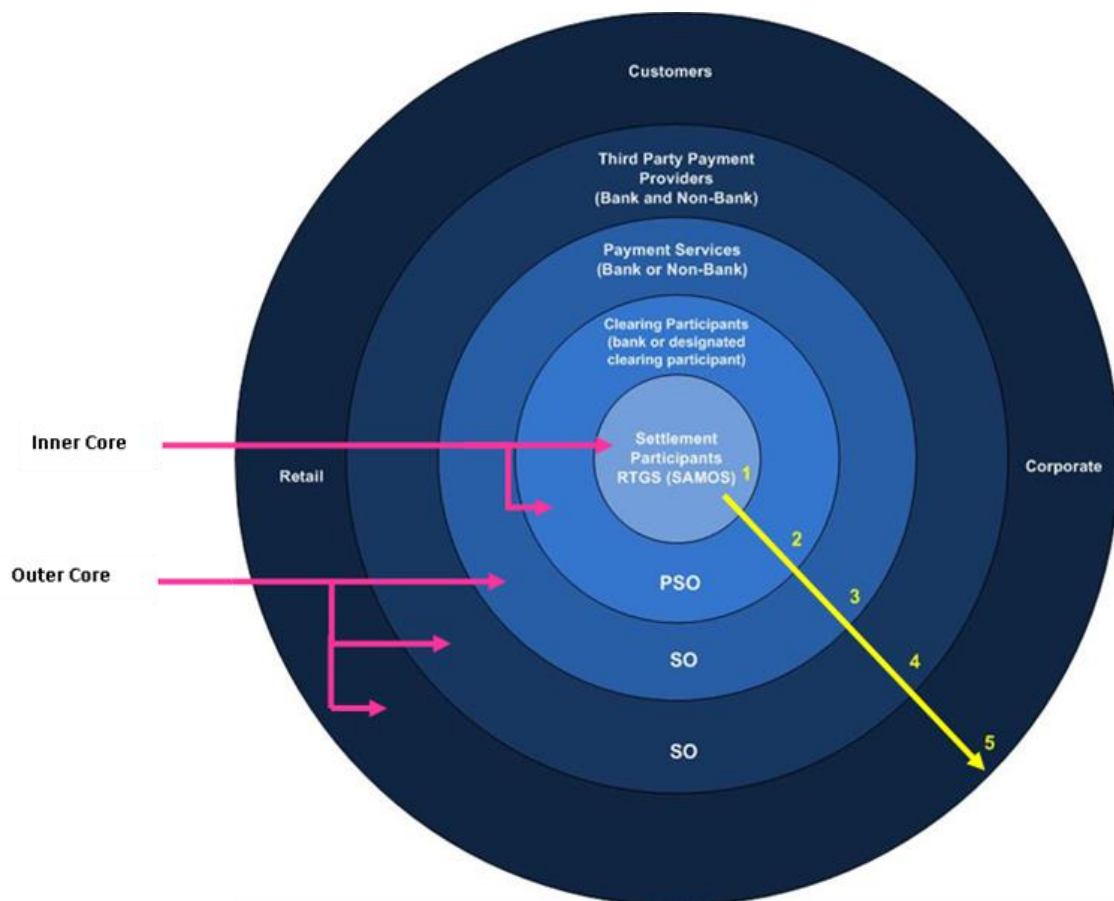 Customers
Third Party Payment
Providers
(Bank and Non-Bank)
Payment Services
(Bank or Non-Bank)
Clearing Participants
(bank or designated
clearing participant)
Inner Core
Settlement
Participants
RTGS (SAMOS)
1
Retail
Corporate
2
Outer Core
PSO
3
SO
4
SO
5